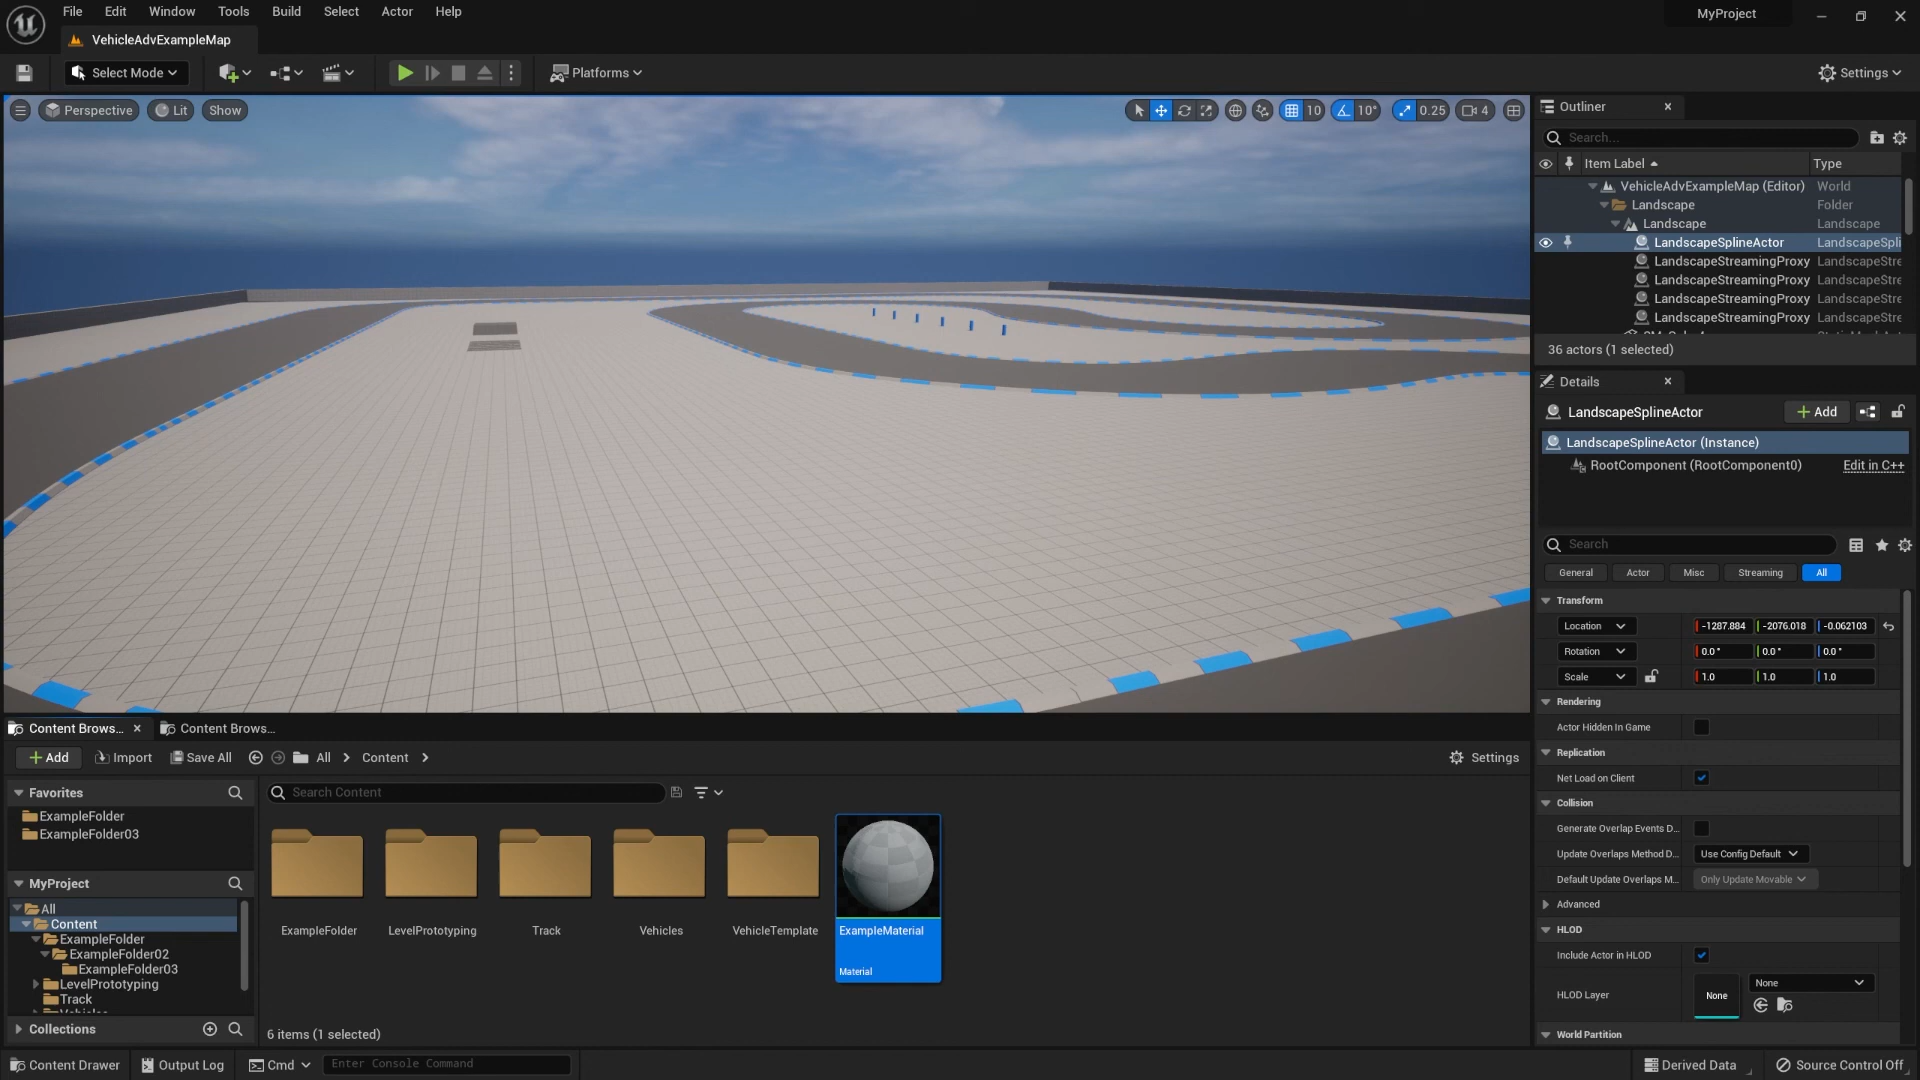 File Edit Window Tools Build Select Actor Help
MyProject
VehicleAdvExampleMap
Select Mode
Platforms
Settings
Perspective Lit Show
10 10° 0.25 4
Outliner
Search...
Item Label Type
VehicleAdvExampleMap (Editor) World
Landscape Folder
Landscape Landscape
LandscapeSplineActor LandscapeSpli
LandscapeStreamingProxy LandscapeStre
LandscapeStreamingProxy LandscapeStre
LandscapeStreamingProxy LandscapeStre
LandscapeStreamingProxy LandscapeStre
36 actors (1 selected)
Details
LandscapeSplineActor
Add
LandscapeSplineActor (Instance)
RootComponent (RootComponent0) Edit in C++
Search
General Actor Misc Streaming All
Transform
Location -1287.884 -2076.018 -0.062103
Rotation 0.0° 0.0° 0.0°
Scale 1.0 1.0 1.0
Rendering
Actor Hidden In Game
Replication
Net Load on Client
Collision
Generate Overlap Events D...
Update Overlaps Method D... Use Config Default
Default Update Overlaps M... Only Update Movable
Advanced
HLOD
Include Actor in HLOD
HLOD Layer None None
World Partition
Content Brows... Content Brows...
Add Import Save All All Content
Settings
Favorites
ExampleFolder
ExampleFolder03
MyProject
All
Content
ExampleFolder
ExampleFolder02
ExampleFolder03
LevelPrototyping
Track
Collections
Search Content
ExampleFolder LevelPrototyping Track Vehicles VehicleTemplate ExampleMaterial
Material
6 items (1 selected)
Content Drawer Output Log Cmd Enter Console Command
Derived Data Source Control Off